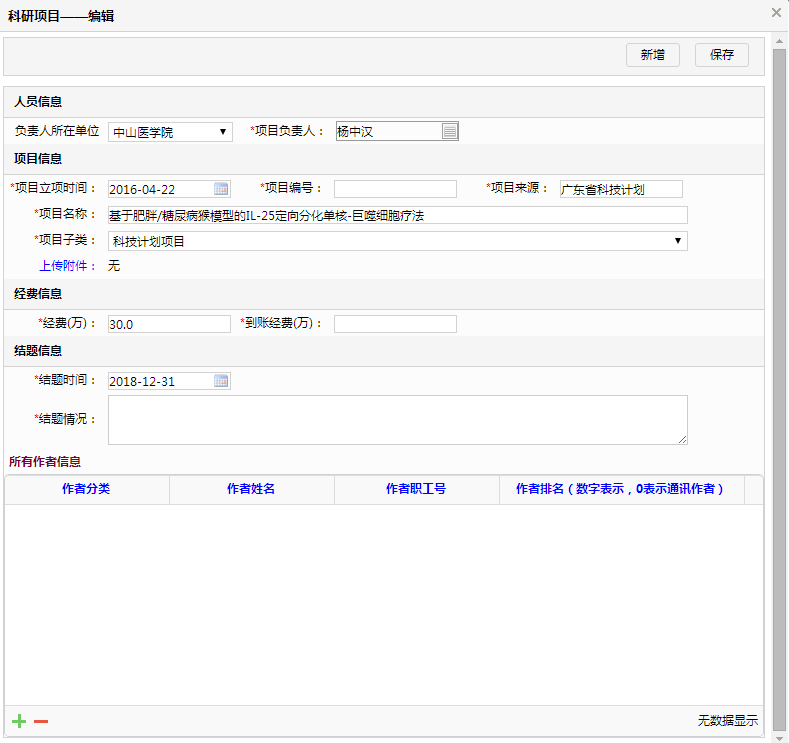 科研项目——编辑
新增 保存
人员信息
负责人所在单位 中山医学院 *项目负责人： 杨中汉
项目信息
*项目立项时间： 2016-04-22 *项目编号： *项目来源： 广东省科技计划
*项目名称： 基于肥胖/糖尿病猴模型的IL-25定向分化单核-巨噬细胞疗法
*项目子类： 科技计划项目
上传附件： 无
经费信息
*经费(万)： 30.0 *到账经费(万)：
结题信息
*结题时间： 2018-12-31
*结题情况：
所有作者信息
作者分类 作者姓名 作者职工号 作者排名（数字表示，0表示通讯作者）
无数据显示